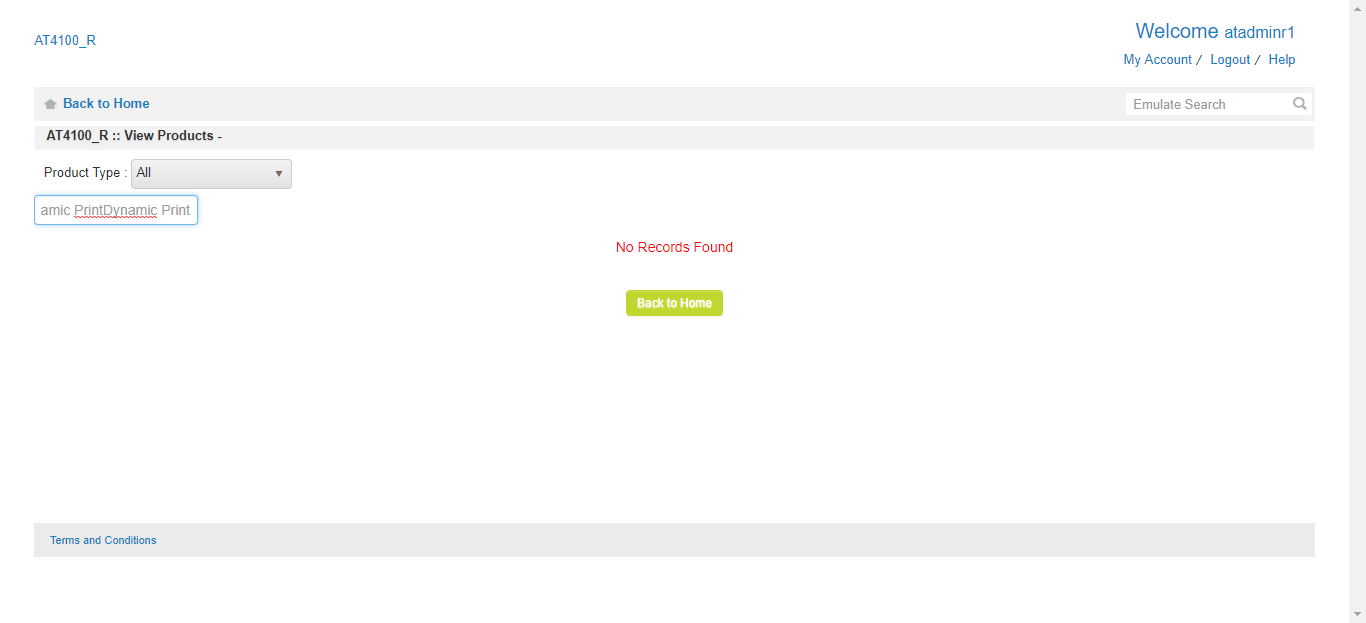 AT4100_R
Welcome atadminr1
My Account / Logout / Help
Back to Home
Emulate Search
AT4100_R :: View Products -
Product Type : All
amic PrintDynamic Print
No Records Found
Back to Home
Terms and Conditions